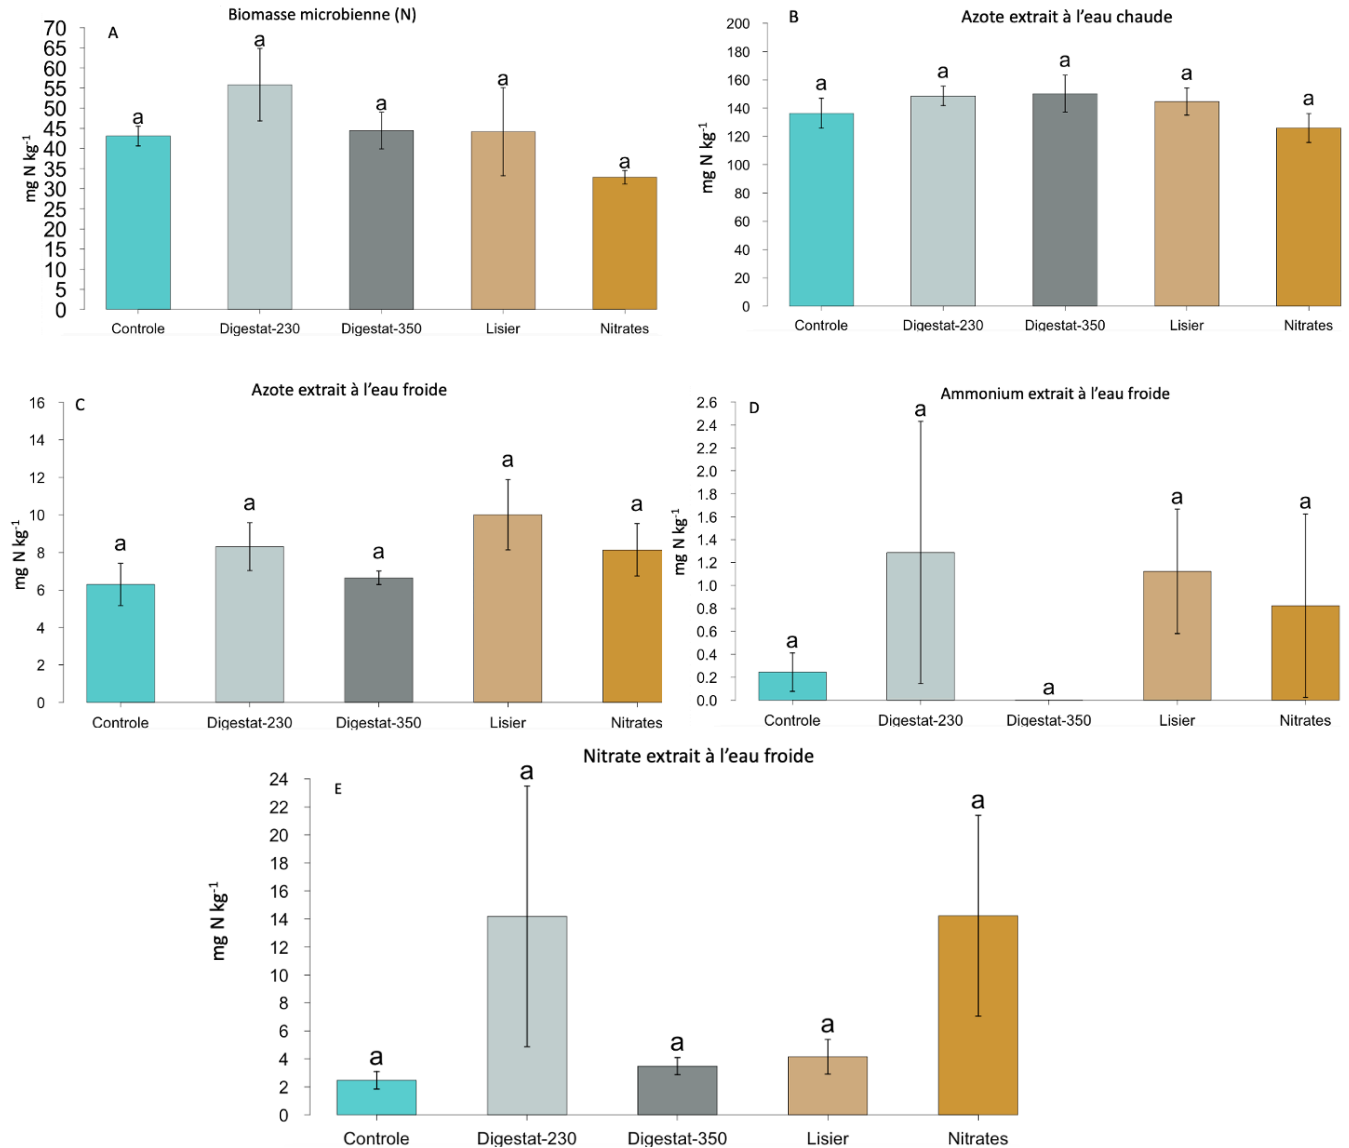 Biomasse microbienne (N)
A
mg N kg-1
70
65
60
55
50
45
40
35
30
25
20
15
10
5
0
a
a
a
a
a
Controle Digestat-230 Digestat-350 Lisier Nitrates
Azote extrait à l'eau chaude
B
mg N kg-1
200
180
160
140
120
100
80
60
40
20
0
a
a
a
a
a
Controle Digestat-230 Digestat-350 Lisier Nitrates
Azote extrait à l'eau froide
C
mg N kg-1
16
14
12
10
8
6
4
2
0
a
a
a
a
a
Controle Digestat-230 Digestat-350 Lisier Nitrates
Ammonium extrait à l'eau froide
D
mg N kg-1
2.6
2.4
2.2
2.0
1.8
1.6
1.4
1.2
1.0
0.8
0.6
0.4
0.2
0.0
a
a
a
a
a
Controle Digestat-230 Digestat-350 Lisier Nitrates
Nitrate extrait à l'eau froide
E
mg N kg-1
24
22
20
18
16
14
12
10
8
6
4
2
0
a
a
a
a
a
Controle Digestat-230 Digestat-350 Lisier Nitrates